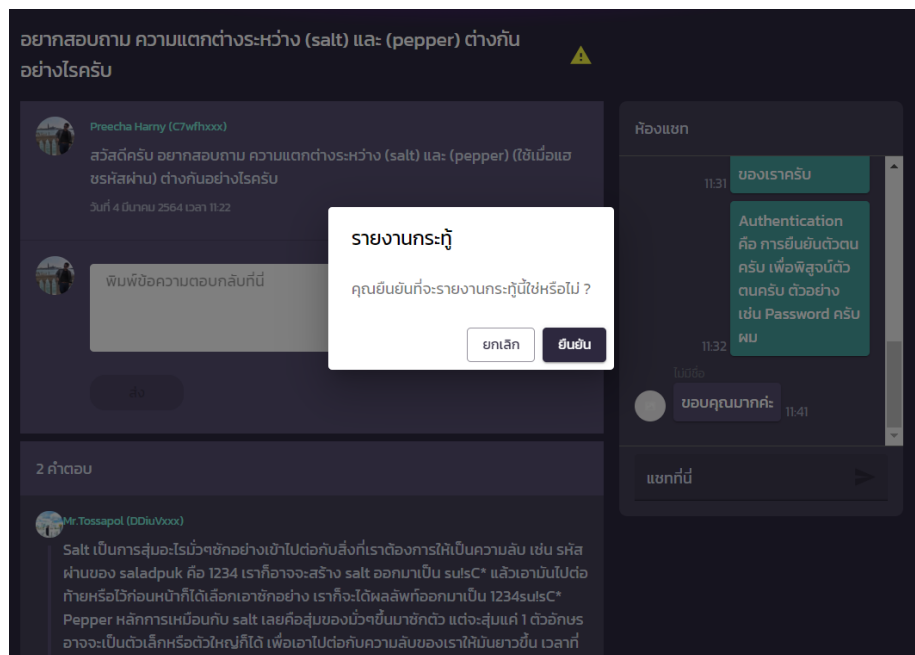 อยากสอบถาม ความแตกต่างระหว่าง (salt) และ (pepper) ต่างกัน
อย่างไรครับ
Preecha Harny (C7wfhxxx)
สวัสดีครับ อยากสอบถาม ความแตกต่างระหว่าง (salt) และ (pepper) (ใช้เมื่อแฮ
ชรหัสผ่าน) ต่างกันอย่างไรครับ
วันที่ 4 มีนาคม 2564 เวลา 11:22
พิมพ์ข้อความตอบกลับที่นี่
ส่ง
รายงานกระทู้
คุณยืนยันที่จะรายงานกระทู้นี้ใช่หรือไม่ ?
ยกเลิก
ยืนยัน
2 คำตอบ
Mr.Tossapol (DDiuVxxx)
Salt เป็นการสุ่มอะไรมั่วๆซักอย่างเข้าไปต่อกับสิ่งที่เราต้องการให้เป็นความลับ เช่น รหัส
ผ่านของ saladpuk คือ 1234 เราก็อาจจะสร้าง salt ออกมาเป็น su!sC* แล้วเอามันไปต่อ
ท้ายหรือไว้ก่อนหน้าก็ได้เลือกเอาซักอย่าง เราก็จะได้ผลลัพท์ออกมาเป็น 1234su!sC*
Pepper หลักการเหมือนกับ salt เลยคือสุ่มของมั่วๆขึ้นมาซักตัว แต่จะสุ่มแค่ 1 ตัวอักษร
อาจจะเป็นตัวเล็กหรือตัวใหญ่ก็ได้ เพื่อเอาไปต่อกับความลับของเราให้มันยาวขึ้น เวลาที่
ห้องแชท
ของเราครับ
11:31
Authentication
คือ การยืนยันตัวตน
ครับ เพื่อพิสูจน์ตัว
ตนครับ ตัวอย่าง
เช่น Password ครับ
ผม
11:32
ไม่มีชื่อ
ขอบคุณมากค่ะ
11:41
แชทที่นี่